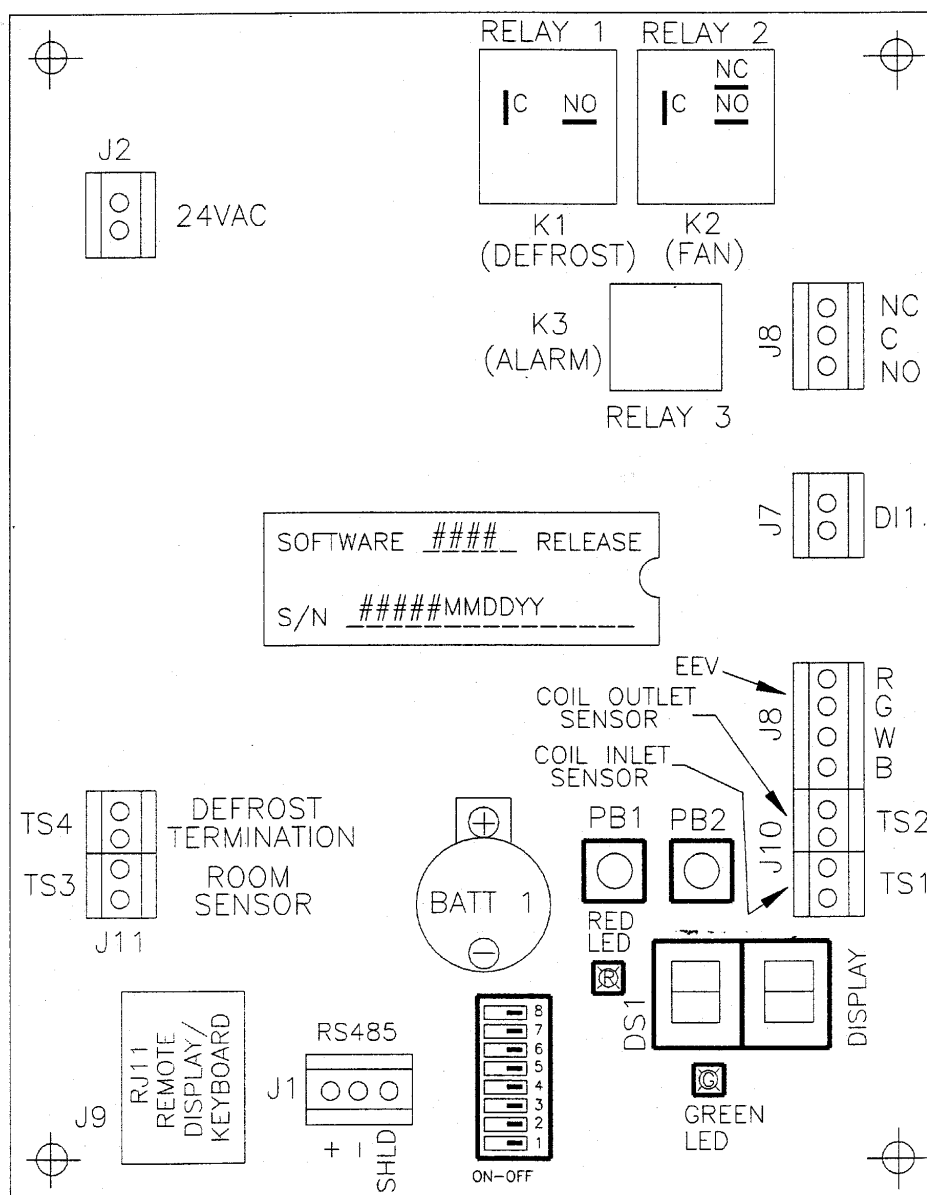 RELAY 1
RELAY 2
C NO
NC
C NO
J2
24VAC
K1
(DEFROST)
K2
(FAN)
K3
(ALARM)
RELAY 3
J8
NC
C
NO
J7
DI1.
SOFTWARE #### RELEASE
S/N #####MMDDYY
EEV
COIL OUTLET
SENSOR
COIL INLET
SENSOR
J8
R
G
W
B
J10
TS2
TS1
TS4
DEFROST
TERMINATION
TS3
ROOM
SENSOR
J11
+
BATT 1
−
PB1
PB2
RED
LED
R
DS1
DISPLAY
G
GREEN
LED
J9
RJ11
REMOTE
DISPLAY/
KEYBOARD
RS485
J1
+ −
SHLD
8
7
6
5
4
3
2
1
ON-OFF